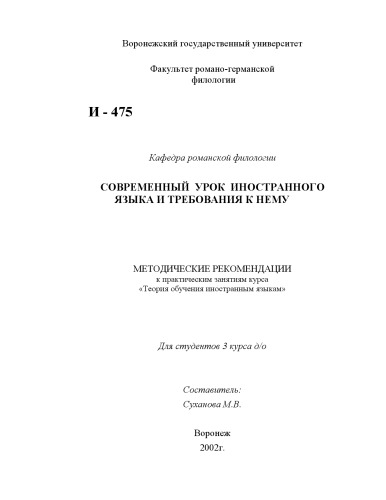 Воронежский государственный университет
Факультет романо-германской
филологии
И - 475
Кафедра романской филологии
СОВРЕМЕННЫЙ УРОК ИНОСТРАННОГО
ЯЗЫКА И ТРЕБОВАНИЯ К НЕМУ
МЕТОДИЧЕСКИЕ РЕКОМЕНДАЦИИ
к практическим занятиям курса
«Теория обучения иностранным языкам»
Для студентов 3 курса д/о
Составитель:
Суханова М.В.
Воронеж
2002г.